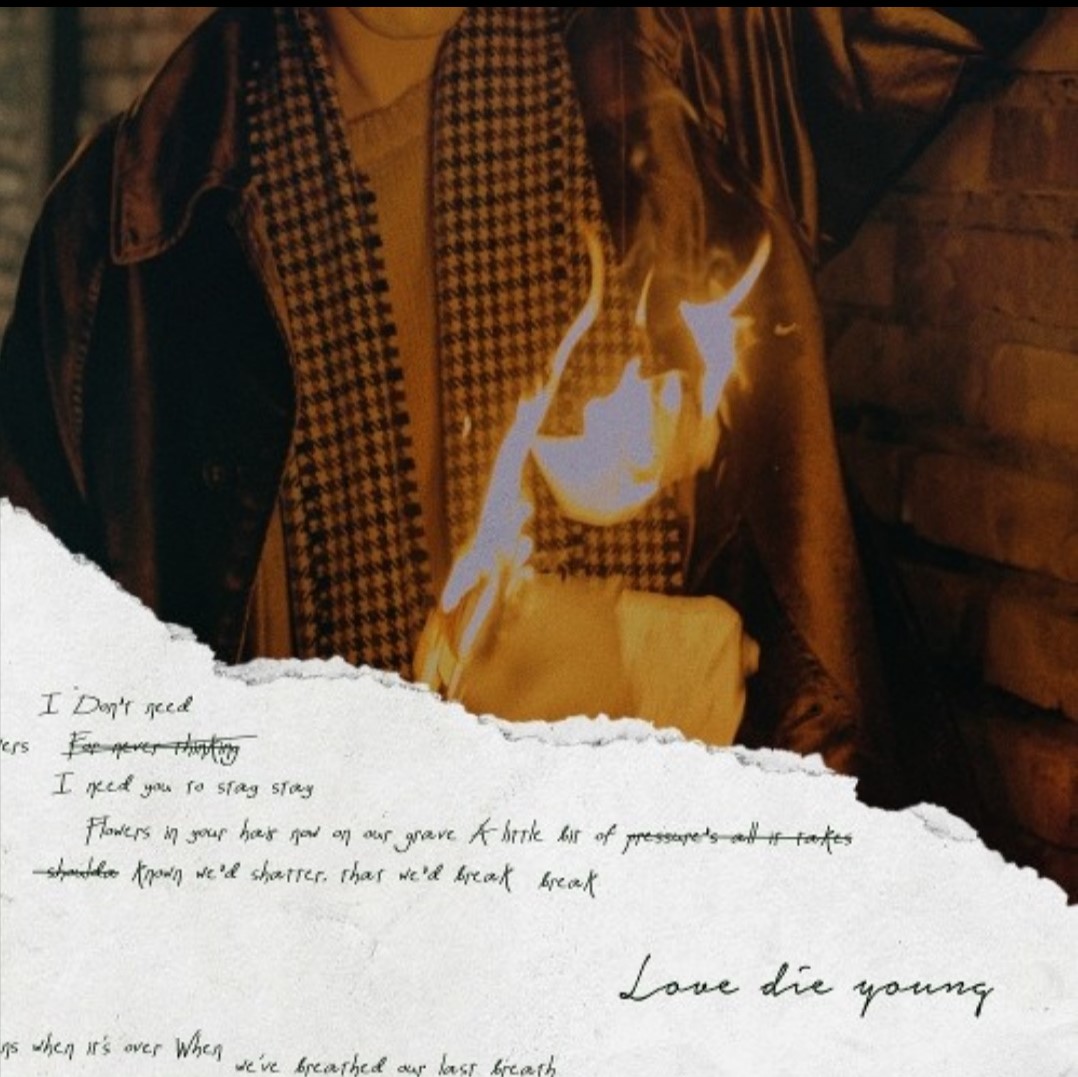 I Don't need
ers For never thinking
I need you to stay stay
Flowers in your hair now on our grave A little bit of pressure's all it takes
shoulda known we'd shatter. that we'd break break
Love die young
ns when it's over When
we've breathed our last breath